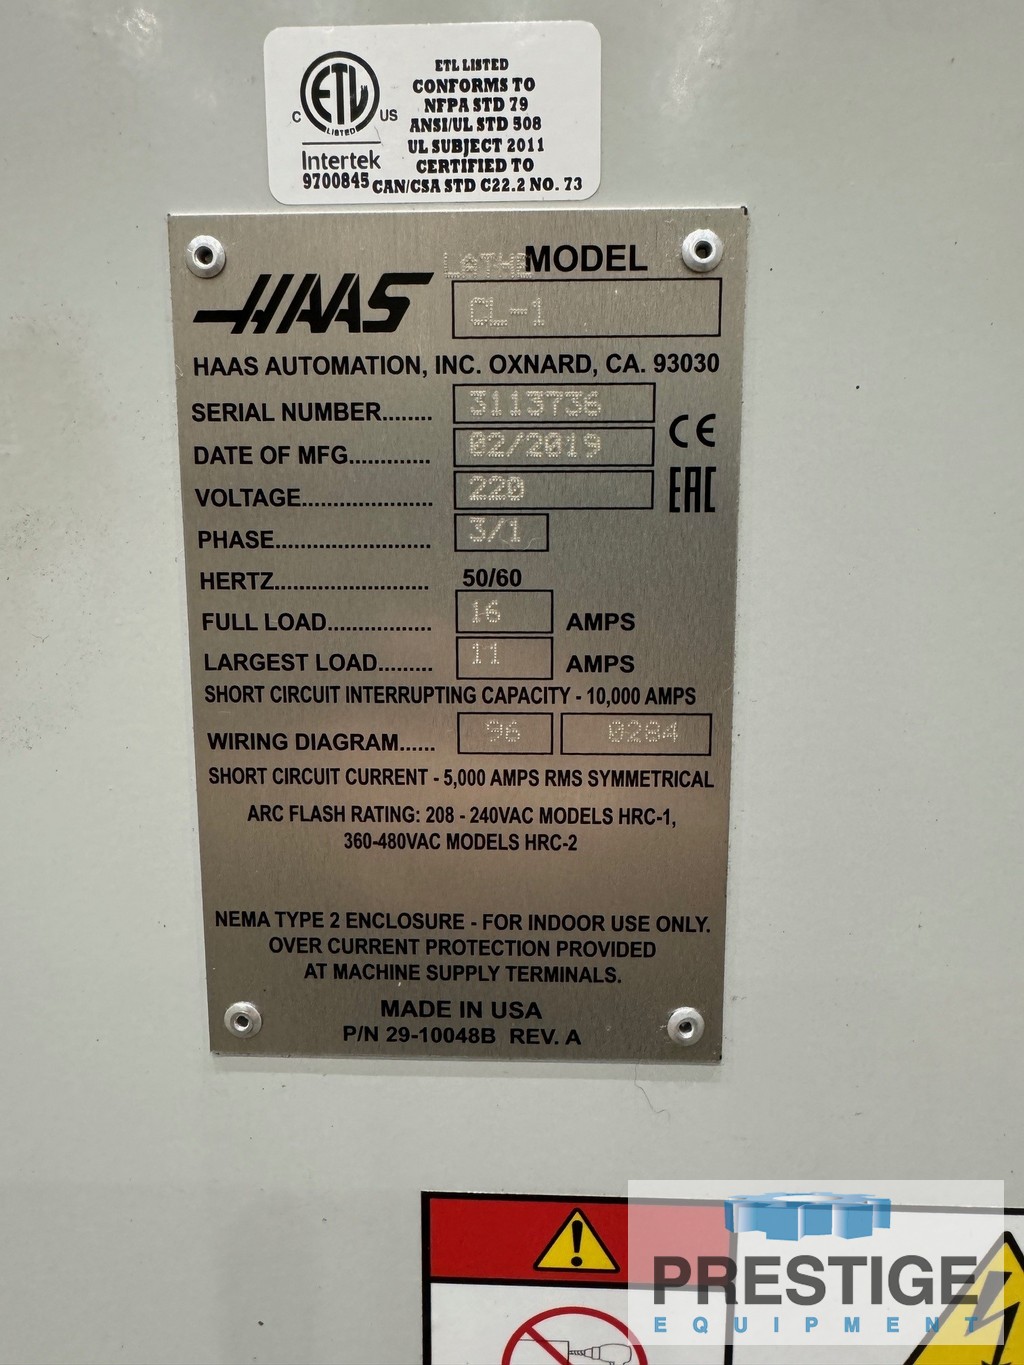 ETL LISTED
CONFORMS TO
NFPA STD 79
ANSI/UL STD 508
UL SUBJECT 2011
CERTIFIED TO
CAN/CSA STD C22.2 NO. 73
C ETL US
LISTED
Intertek
9700845
LATHE MODEL
HAAS CL-1
HAAS AUTOMATION, INC. OXNARD, CA. 93030
SERIAL NUMBER........ 3113736
DATE OF MFG............. 02/2019
CE
VOLTAGE.................... 220
EAC
PHASE........................ 3/1
HERTZ........................ 50/60
FULL LOAD................ 16 AMPS
LARGEST LOAD......... 11 AMPS
SHORT CIRCUIT INTERRUPTING CAPACITY - 10,000 AMPS
WIRING DIAGRAM...... 96 0284
SHORT CIRCUIT CURRENT - 5,000 AMPS RMS SYMMETRICAL
ARC FLASH RATING: 208 - 240VAC MODELS HRC-1,
360-480VAC MODELS HRC-2
NEMA TYPE 2 ENCLOSURE - FOR INDOOR USE ONLY.
OVER CURRENT PROTECTION PROVIDED
AT MACHINE SUPPLY TERMINALS.
MADE IN USA
P/N 29-10048B REV. A
PRESTIGE
EQUIPMENT